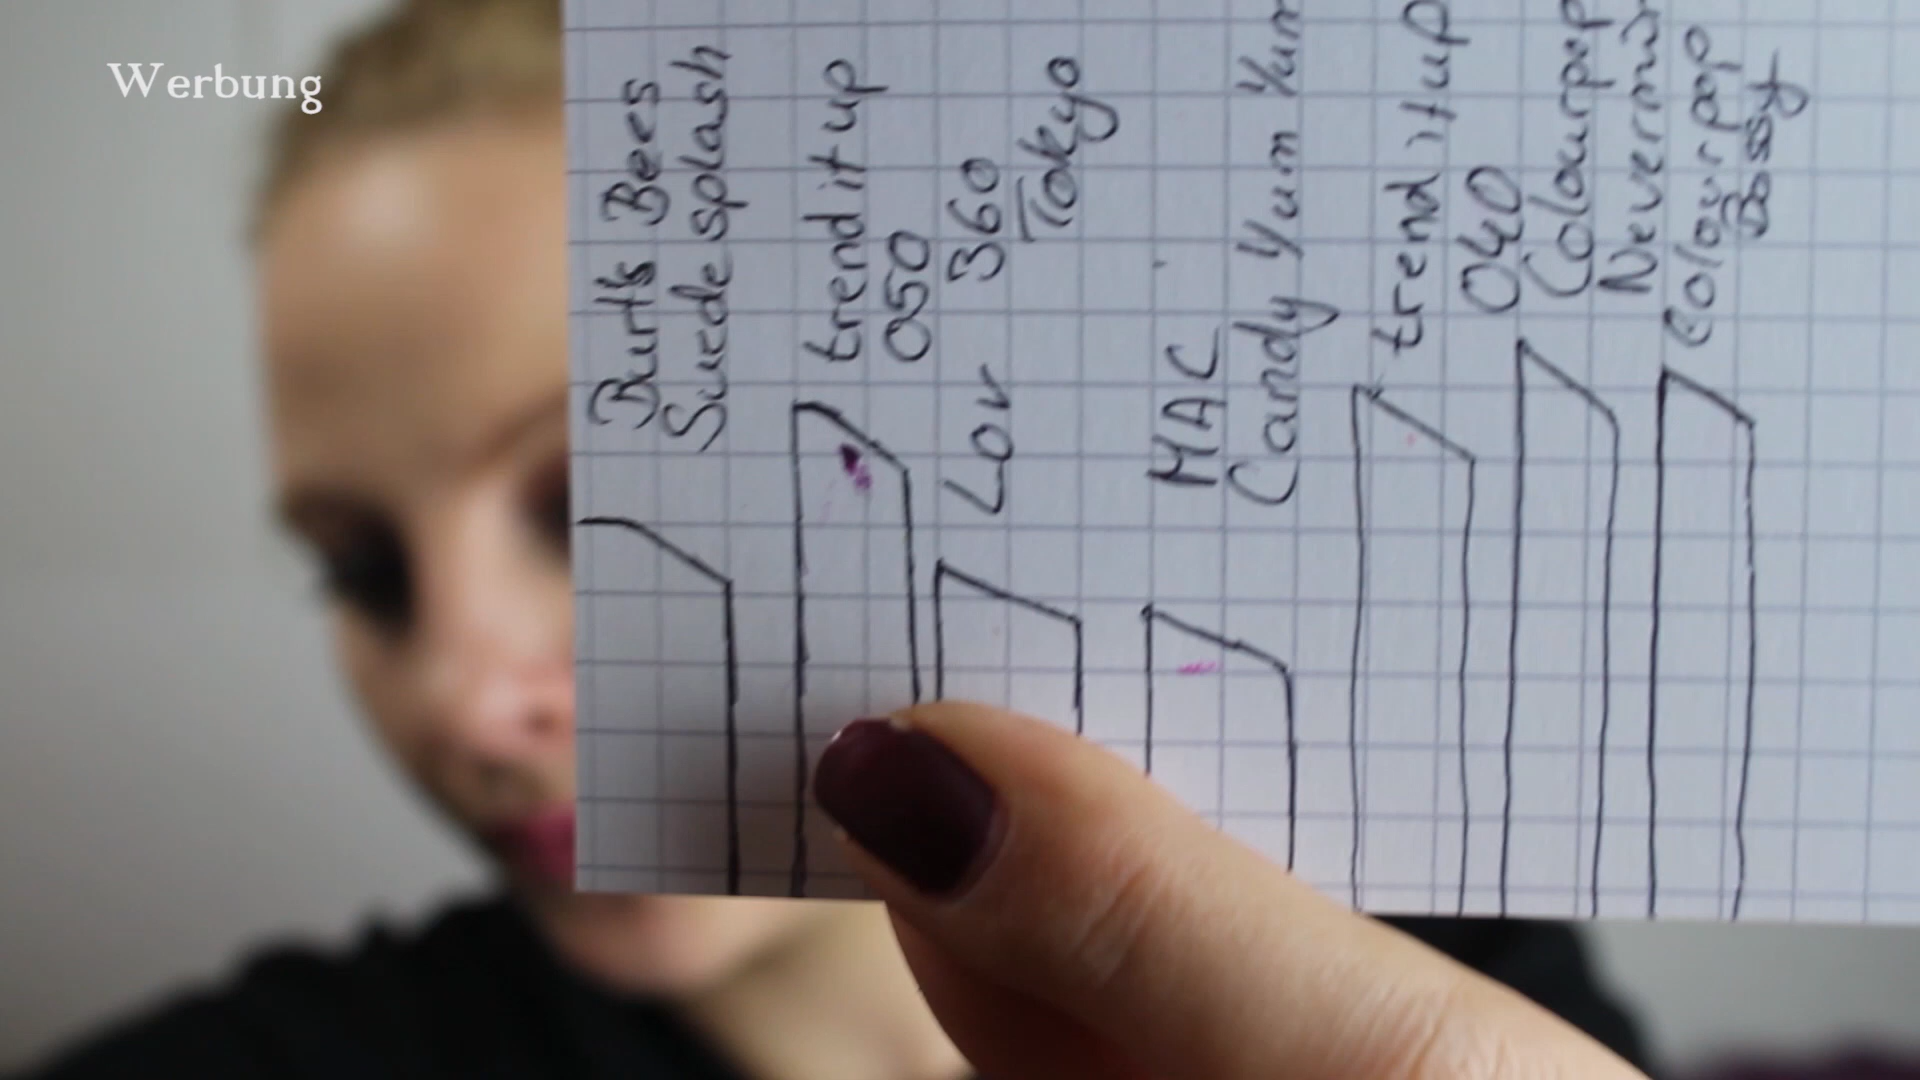 Werbung
Burt's Bees
Suede splash
trend it up
050
Lov 360
Tokyo
MAC
Candy Yum Yum
trend it up
040
Colourpop
Colourpop
Bossy